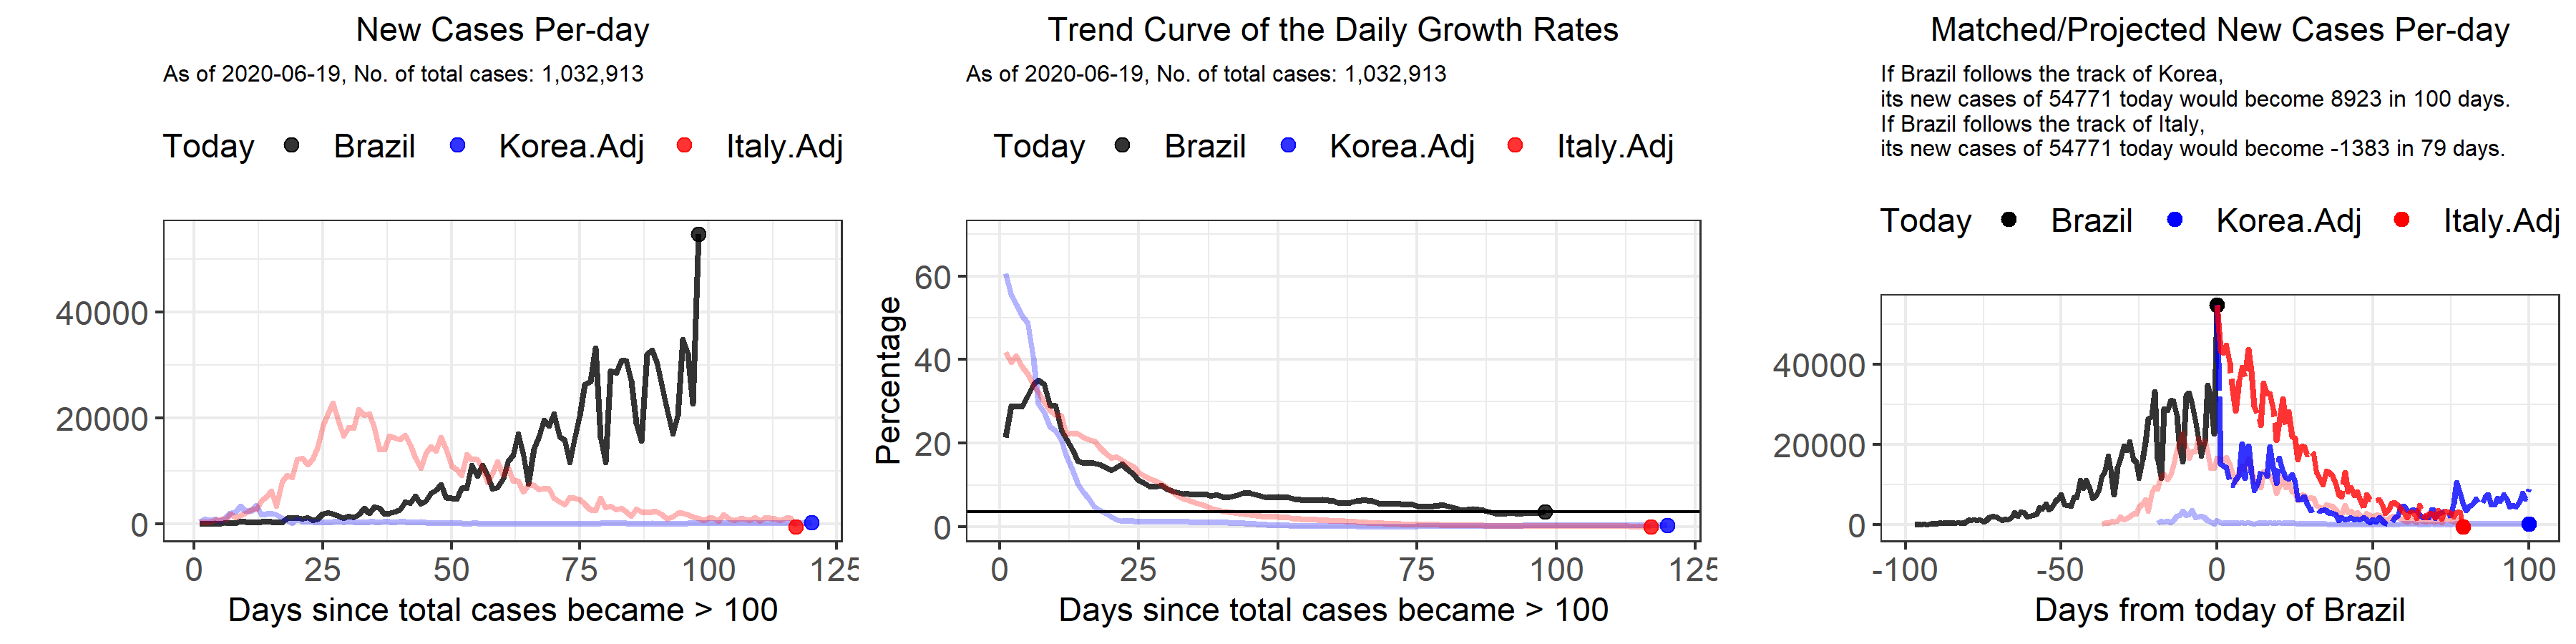 New Cases Per-day
As of 2020-06-19, No. of total cases: 1,032,913
Today Brazil Korea.Adj Italy.Adj
40000
20000
0
0 25 50 75 100 125
Days since total cases became > 100
Trend Curve of the Daily Growth Rates
As of 2020-06-19, No. of total cases: 1,032,913
Today Brazil Korea.Adj Italy.Adj
Percentage
60
40
20
0
0 25 50 75 100 125
Days since total cases became > 100
Matched/Projected New Cases Per-day
If Brazil follows the track of Korea,
its new cases of 54771 today would become 8923 in 100 days.
If Brazil follows the track of Italy,
its new cases of 54771 today would become -1383 in 79 days.
Today Brazil Korea.Adj Italy.Adj
40000
20000
0
-100 -50 0 50 100
Days from today of Brazil